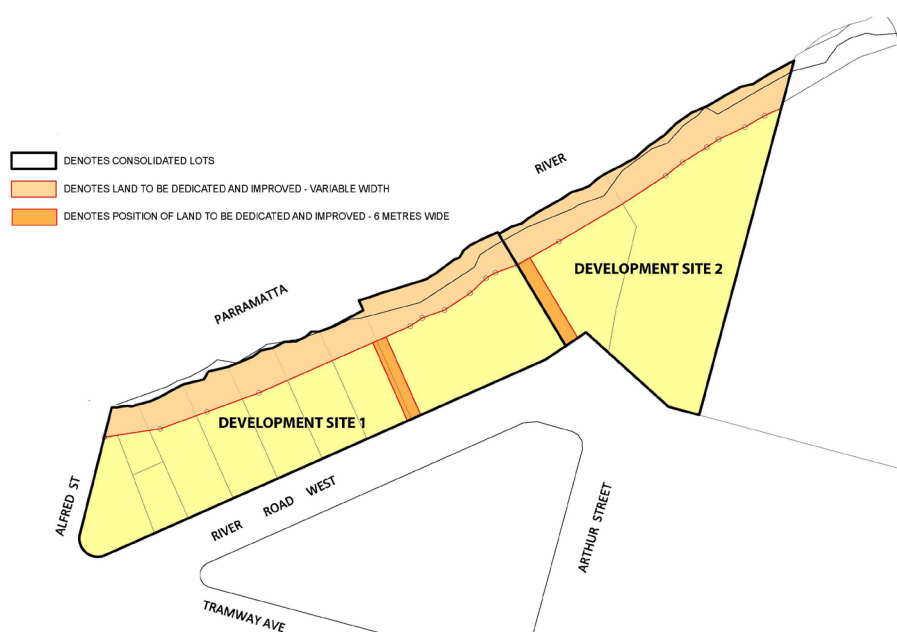 RIVER
DENOTES CONSOLIDATED LOTS
DENOTES LAND TO BE DEDICATED AND IMPROVED - VARIABLE WIDTH
DENOTES POSITION OF LAND TO BE DEDICATED AND IMPROVED - 6 METRES WIDE
PARRAMATTA
DEVELOPMENT SITE 2
DEVELOPMENT SITE 1
ALFRED ST
RIVER ROAD WEST
ARTHUR STREET
TRAMWAY AVE